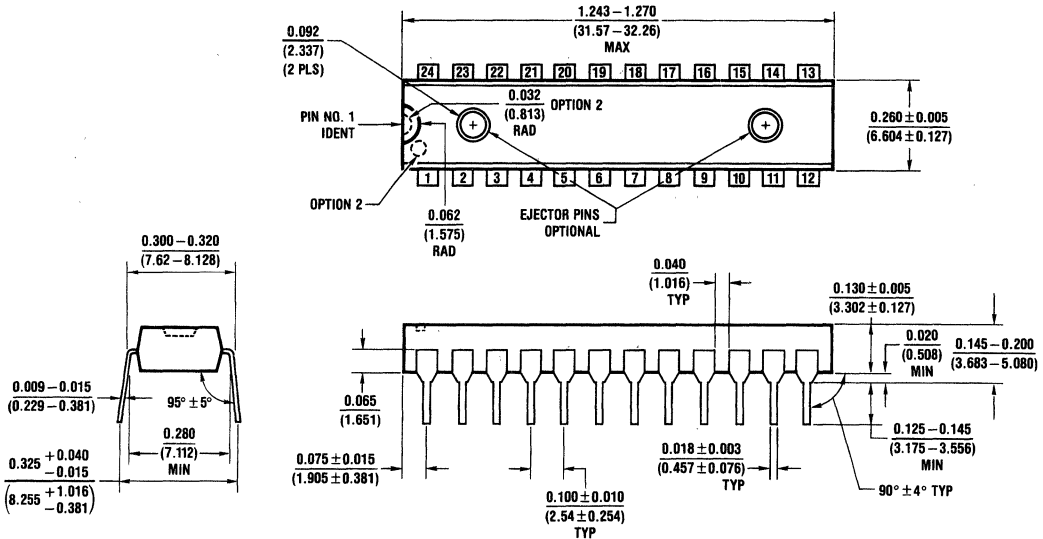 1.243–1.270
(31.57–32.26)
MAX
0.092
(2.337)
(2 PLS)
24 23 22 21 20 19 18 17 16 15 14 13
0.032
(0.813)
RAD
OPTION 2
PIN NO. 1
IDENT
0.260±0.005
(6.604±0.127)
1 2 3 4 5 6 7 8 9 10 11 12
OPTION 2
0.062
(1.575)
RAD
EJECTOR PINS
OPTIONAL
0.300–0.320
(7.62–8.128)
0.040
(1.016)
TYP
0.130±0.005
(3.302±0.127)
0.020
(0.508)
MIN
0.145-0.200
(3.683-5.080)
0.009–0.015
(0.229–0.381)
95° ±5°
0.065
(1.651)
0.280
(7.112)
MIN
0.125–0.145
(3.175–3.556)
MIN
0.325 +0.040
–0.015
(8.255 +1.016
–0.381)
0.075±0.015
(1.905±0.381)
0.018±0.003
(0.457±0.076)
TYP
90° ±4° TYP
0.100±0.010
(2.54±0.254)
TYP